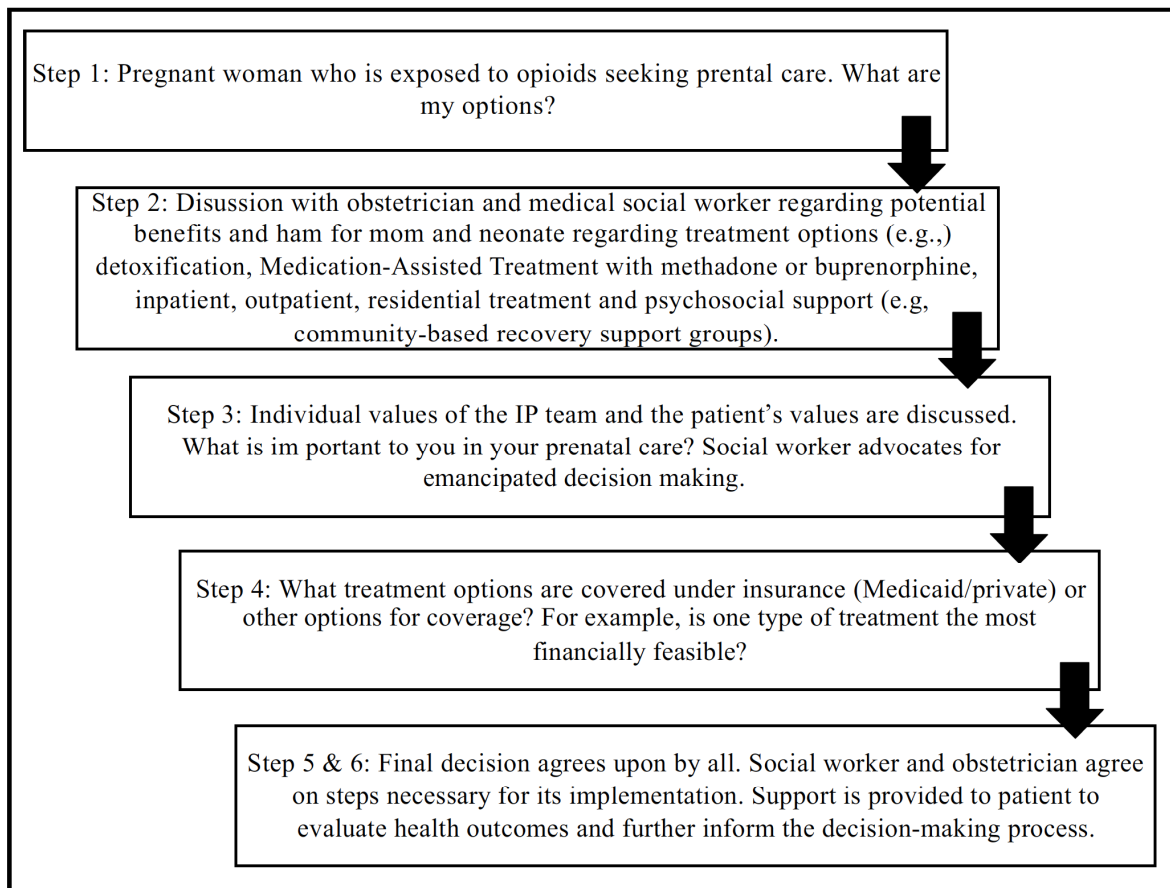 Step 1: Pregnant woman who is exposed to opioids seeking prental care. What are
my options?
Step 2: Disussion with obstetrician and medical social worker regarding potential
benefits and ham for mom and neonate regarding treatment options (e.g.,)
detoxification, Medication-Assisted Treatment with methadone or buprenorphine,
inpatient, outpatient, residential treatment and psychosocial support (e.g,
community-based recovery support groups).
Step 3: Individual values of the IP team and the patient’s values are discussed.
What is im portant to you in your prenatal care? Social worker advocates for
emancipated decision making.
Step 4: What treatment options are covered under insurance (Medicaid/private) or
other options for coverage? For example, is one type of treatment the most
financially feasible?
Step 5 & 6: Final decision agrees upon by all. Social worker and obstetrician agree
on steps necessary for its implementation. Support is provided to patient to
evaluate health outcomes and further inform the decision-making process.